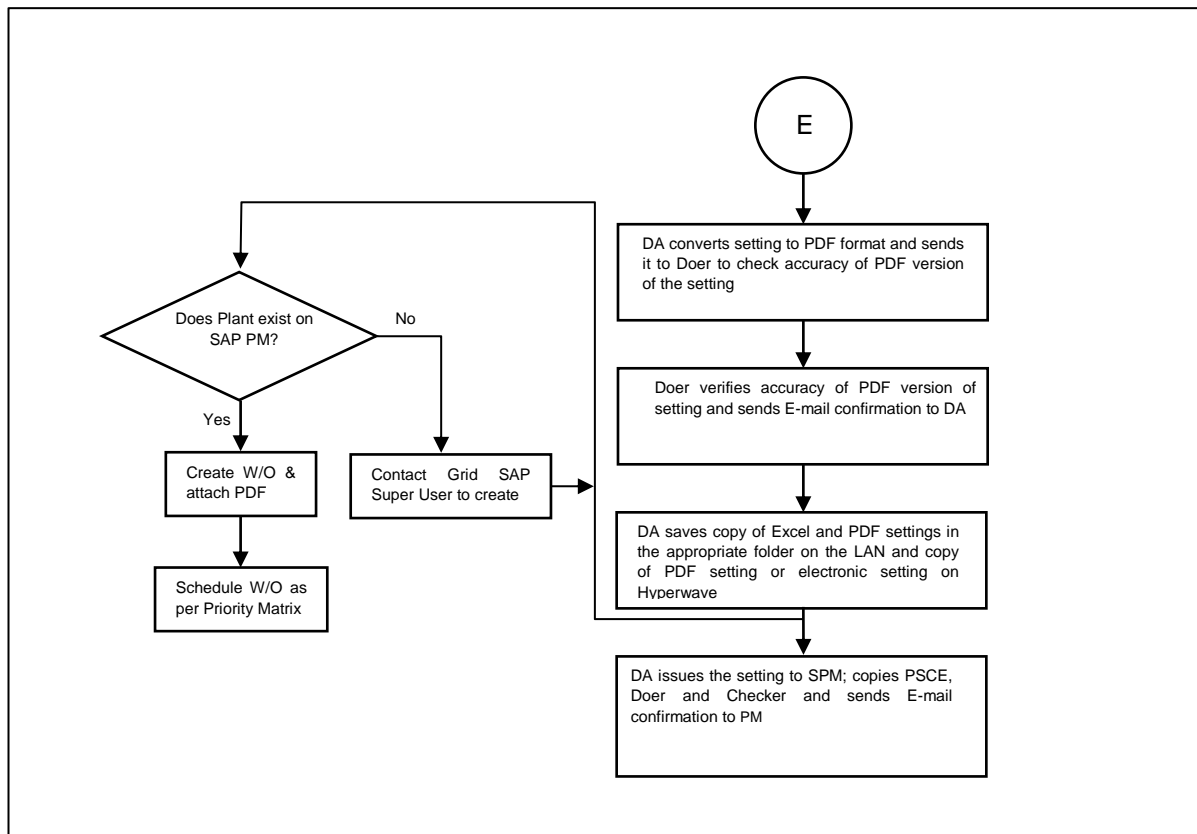 E
DA converts setting to PDF format and sends
it to Doer to check accuracy of PDF version
of the setting
Does Plant exist on
SAP PM?
No
Yes
Doer verifies accuracy of PDF version of
setting and sends E-mail confirmation to DA
Create W/O &
attach PDF
Contact Grid SAP
Super User to create
DA saves copy of Excel and PDF settings in
the appropriate folder on the LAN and copy
of PDF setting or electronic setting on
Hyperwave
Schedule W/O as
per Priority Matrix
DA issues the setting to SPM; copies PSCE,
Doer and Checker and sends E-mail
confirmation to PM